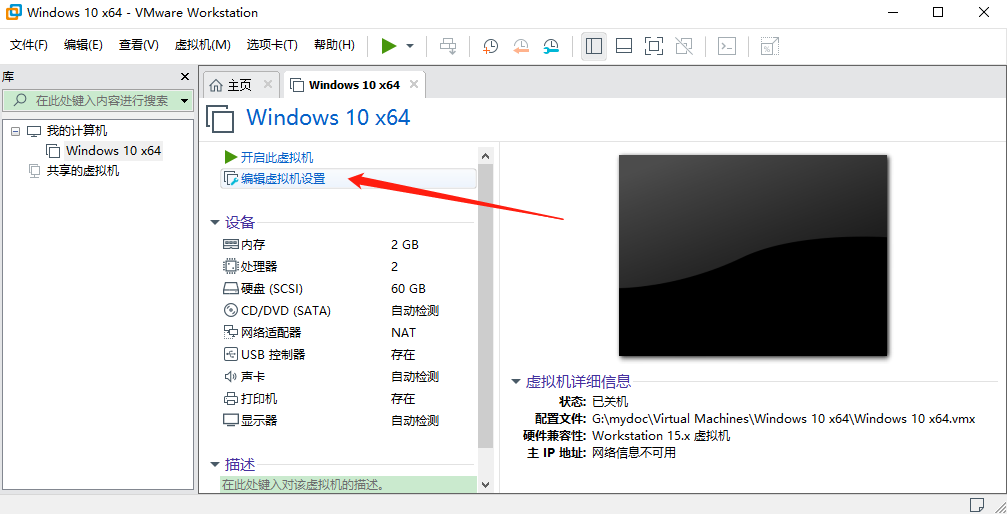 Windows 10 x64 - VMware Workstation
文件(F) 编辑(E) 查看(V) 虚拟机(M) 选项卡(T) 帮助(H)
库
在此处键入内容进行搜索
我的计算机
Windows 10 x64
共享的虚拟机
主页
Windows 10 x64
Windows 10 x64
开启此虚拟机
编辑虚拟机设置
设备
内存 2 GB
处理器 2
硬盘 (SCSI) 60 GB
CD/DVD (SATA) 自动检测
网络适配器 NAT
USB 控制器 存在
声卡 自动检测
打印机 存在
显示器 自动检测
描述
在此处键入对该虚拟机的描述。
虚拟机详细信息
状态: 已关机
配置文件: G:\mydoc\Virtual Machines\Windows 10 x64\Windows 10 x64.vmx
硬件兼容性: Workstation 15.x 虚拟机
主 IP 地址: 网络信息不可用